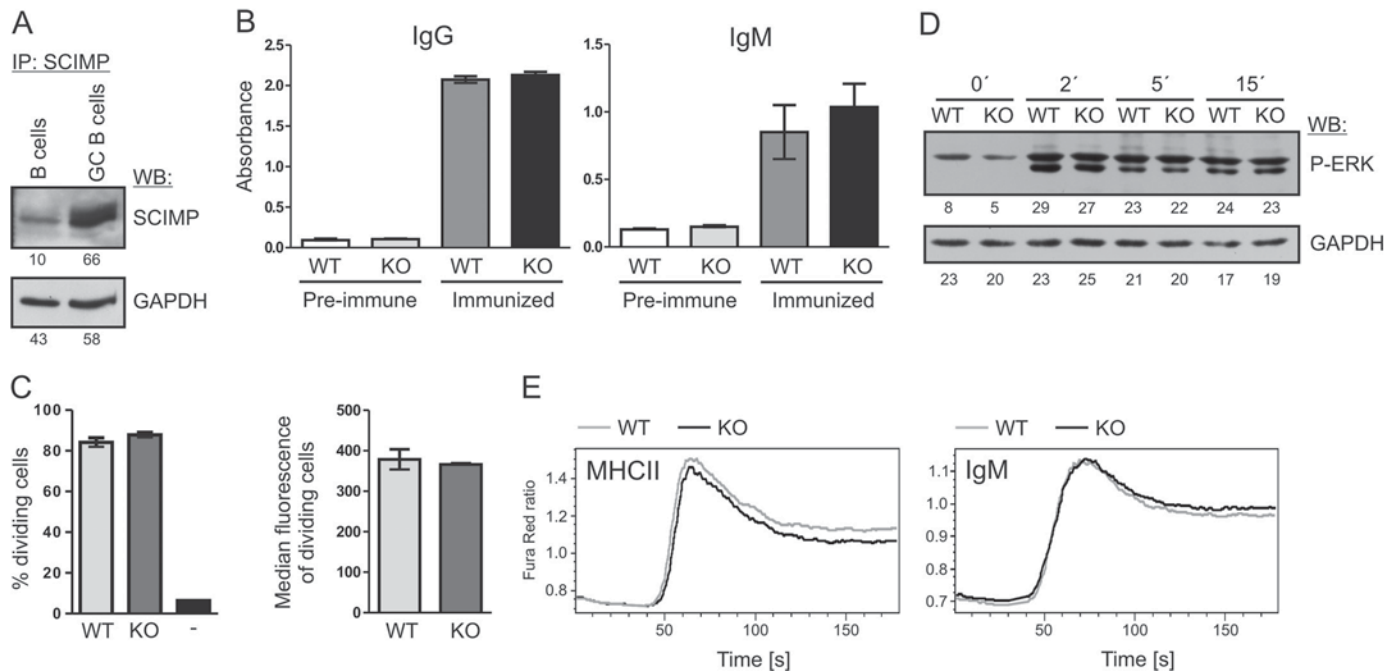 A
IP: SCIMP
B cells
GC B cells
WB:
SCIMP
10 66
GAPDH
43 58
B
IgG
Absorbance
2.5
2.0
1.5
1.0
0.5
0.0
WT KO WT KO
Pre-immune Immunized
IgM
1.5
1.0
0.5
0.0
WT KO WT KO
Pre-immune Immunized
D
0´ 2´ 5´ 15´
WT KO WT KO WT KO WT KO
WB:
P-ERK
8 5 29 27 23 22 24 23
GAPDH
23 20 23 25 21 20 17 19
C
% dividing cells
100
80
60
40
20
0
WT KO -
Median fluorescence
of dividing cells
500
400
300
200
100
0
WT KO
E
WT KO
MHCII
Fura Red ratio
1.4
1.2
1.0
0.8
50 100 150
Time [s]
WT KO
IgM
1.1
1.0
0.9
0.8
0.7
0 50 100 150
Time [s]